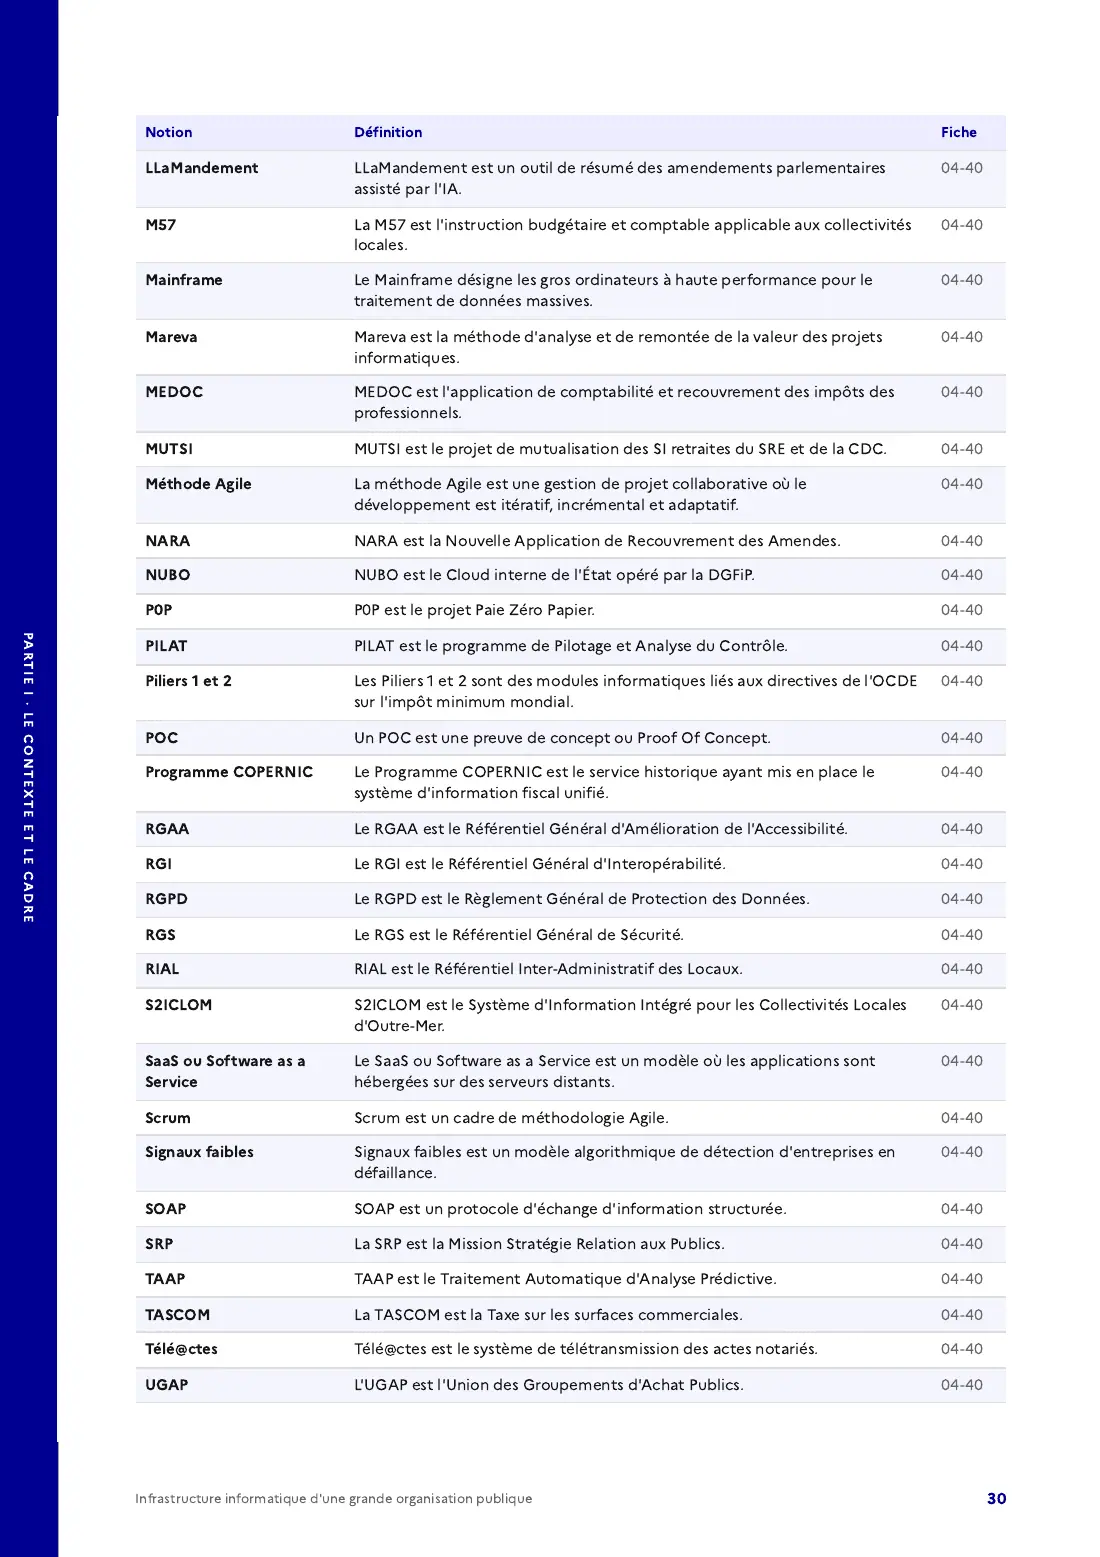 Notion Définition Fiche
LLaMandement LLaMandement est un outil de résumé des amendements parlementaires 04-40
assisté par l'IA.
M57 La M57 est l'instruction budgétaire et comptable applicable aux collectivités 04-40
locales.
Mainframe Le Mainframe désigne les gros ordinateurs à haute performance pour le 04-40
traitement de données massives.
Mareva Mareva est la méthode d'analyse et de remontée de la valeur des projets 04-40
informatiques.
MEDOC MEDOC est l'application de comptabilité et recouvrement des impôts des 04-40
professionnels.
MUTSI MUTSI est le projet de mutualisation des SI retraites du SRE et de la CDC. 04-40
Méthode Agile La méthode Agile est une gestion de projet collaborative où le 04-40
développement est itératif, incrémental et adaptatif.
NARA NARA est la Nouvelle Application de Recouvrement des Amendes. 04-40
NUBO NUBO est le Cloud interne de l'État opéré par la DGFiP. 04-40
P0P P0P est le projet Paie Zéro Papier. 04-40
PILAT PILAT est le programme de Pilotage et Analyse du Contrôle. 04-40
Piliers 1 et 2 Les Piliers 1 et 2 sont des modules informatiques liés aux directives de l'OCDE 04-40
sur l'impôt minimum mondial.
POC Un POC est une preuve de concept ou Proof Of Concept. 04-40
Programme COPERNIC Le Programme COPERNIC est le service historique ayant mis en place le 04-40
système d'information fiscal unifié.
RGAA Le RGAA est le Référentiel Général d'Amélioration de l'Accessibilité. 04-40
RGI Le RGI est le Référentiel Général d'Interopérabilité. 04-40
RGPD Le RGPD est le Règlement Général de Protection des Données. 04-40
RGS Le RGS est le Référentiel Général de Sécurité. 04-40
RIAL RIAL est le Référentiel Inter-Administratif des Locaux. 04-40
S2ICLOM S2ICLOM est le Système d'Information Intégré pour les Collectivités Locales 04-40
d'Outre-Mer.
SaaS ou Software as a Le SaaS ou Software as a Service est un modèle où les applications sont 04-40
Service hébergées sur des serveurs distants.
Scrum Scrum est un cadre de méthodologie Agile. 04-40
Signaux faibles Signaux faibles est un modèle algorithmique de détection d'entreprises en 04-40
défaillance.
SOAP SOAP est un protocole d'échange d'information structurée. 04-40
SRP La SRP est la Mission Stratégie Relation aux Publics. 04-40
TAAP TAAP est le Traitement Automatique d'Analyse Prédictive. 04-40
TASCOM La TASCOM est la Taxe sur les surfaces commerciales. 04-40
Télé@ctes Télé@ctes est le système de télétransmission des actes notariés. 04-40
UGAP L'UGAP est l'Union des Groupements d'Achat Publics. 04-40
PARTIE I · LE CONTEXTE ET LE CADRE
Infrastructure informatique d'une grande organisation publique 30